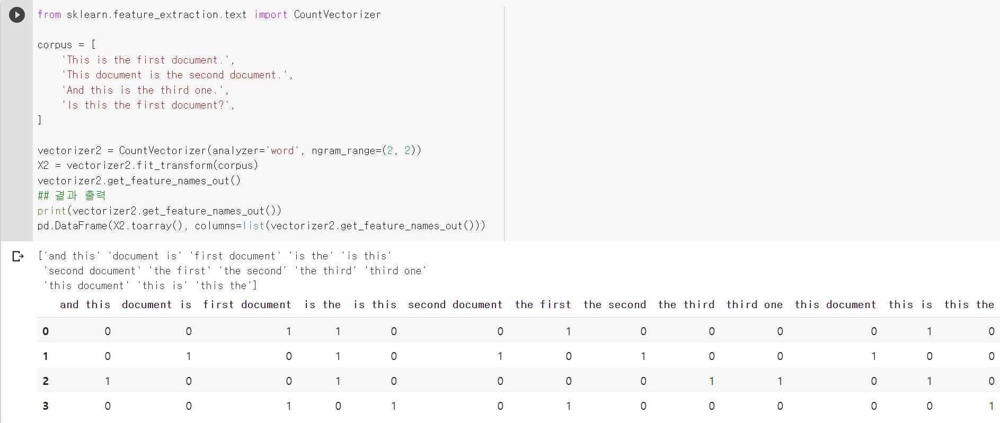 from sklearn.feature_extraction.text import CountVectorizer
corpus = [
    'This is the first document.',
    'This document is the second document.',
    'And this is the third one.',
    'Is this the first document?',
]
vectorizer2 = CountVectorizer(analyzer='word', ngram_range=(2, 2))
X2 = vectorizer2.fit_transform(corpus)
vectorizer2.get_feature_names_out()
## 결과 출력
print(vectorizer2.get_feature_names_out())
pd.DataFrame(X2.toarray(), columns=list(vectorizer2.get_feature_names_out()))
['and this' 'document is' 'first document' 'is the' 'is this'
 'second document' 'the first' 'the second' 'the third' 'third one'
 'this document' 'this is' 'this the']
and this document is first document is the is this second document the first the second the third third one this document this is this the
0 0 0 1 1 0 0 1 0 0 0 0 1 0
1 0 1 0 1 0 1 0 1 0 0 1 0 0
2 1 0 0 1 0 0 0 0 1 1 0 1 0
3 0 0 1 0 1 0 1 0 0 0 0 0 1